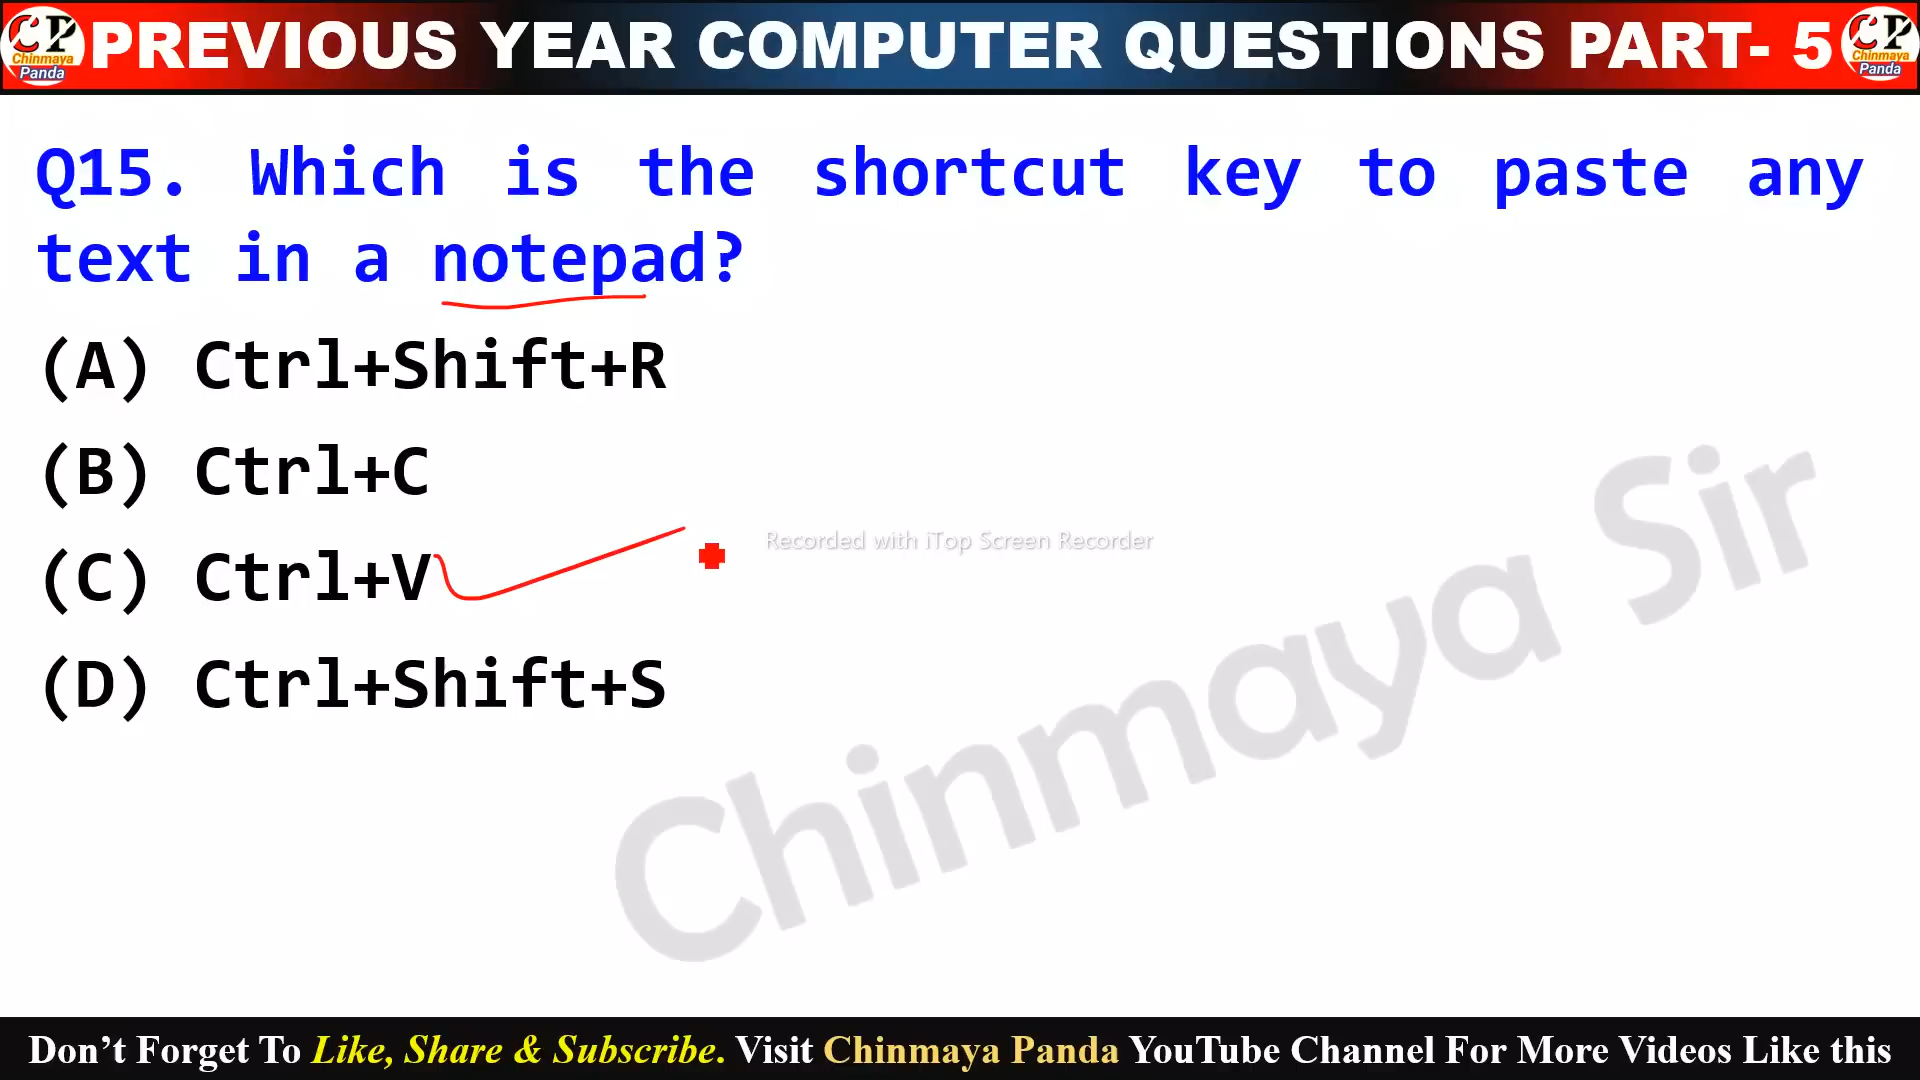 CP Chinmaya Panda PREVIOUS YEAR COMPUTER QUESTIONS PART- 5 CP Chinmaya Panda
Q15. Which is the shortcut key to paste any
text in a notepad?
(A) Ctrl+Shift+R
(B) Ctrl+C
Recorded with iTop Screen Recorder
(C) Ctrl+V
(D) Ctrl+Shift+S
Chinmaya Sir
Don’t Forget To Like, Share & Subscribe. Visit Chinmaya Panda YouTube Channel For More Videos Like this